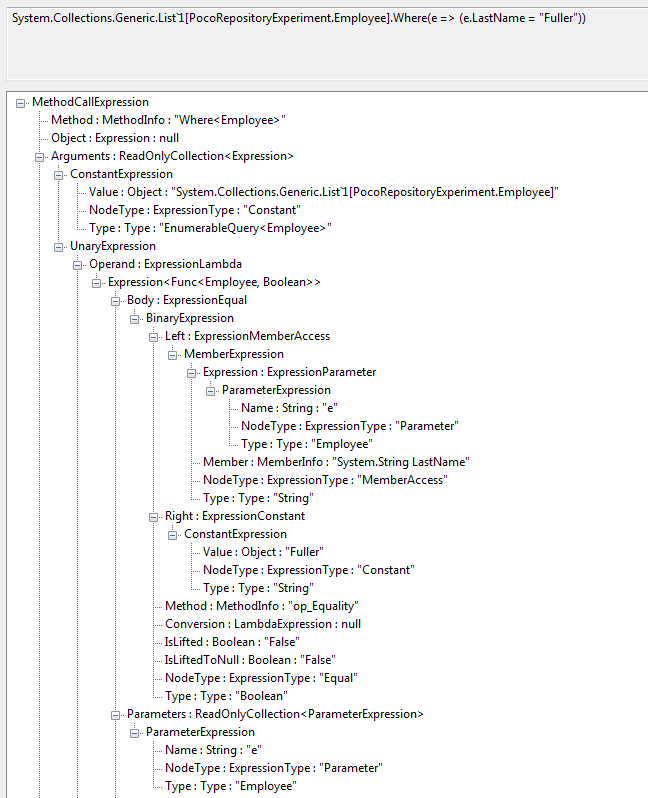 System.Collections.Generic.List`1[PocoRepositoryExperiment.Employee].Where(e => (e.LastName = "Fuller"))
MethodCallExpression
Method : MethodInfo : "Where<Employee>"
Object : Expression : null
Arguments : ReadOnlyCollection<Expression>
ConstantExpression
Value : Object : "System.Collections.Generic.List`1[PocoRepositoryExperiment.Employee]"
NodeType : ExpressionType : "Constant"
Type : Type : "EnumerableQuery<Employee>"
UnaryExpression
Operand : ExpressionLambda
Expression<Func<Employee, Boolean>>
Body : ExpressionEqual
BinaryExpression
Left : ExpressionMemberAccess
MemberExpression
Expression : ExpressionParameter
ParameterExpression
Name : String : "e"
NodeType : ExpressionType : "Parameter"
Type : Type : "Employee"
Member : MemberInfo : "System.String LastName"
NodeType : ExpressionType : "MemberAccess"
Type : Type : "String"
Right : ExpressionConstant
ConstantExpression
Value : Object : "Fuller"
NodeType : ExpressionType : "Constant"
Type : Type : "String"
Method : MethodInfo : "op_Equality"
Conversion : LambdaExpression : null
IsLifted : Boolean : "False"
IsLiftedToNull : Boolean : "False"
NodeType : ExpressionType : "Equal"
Type : Type : "Boolean"
Parameters : ReadOnlyCollection<ParameterExpression>
ParameterExpression
Name : String : "e"
NodeType : ExpressionType : "Parameter"
Type : Type : "Employee"